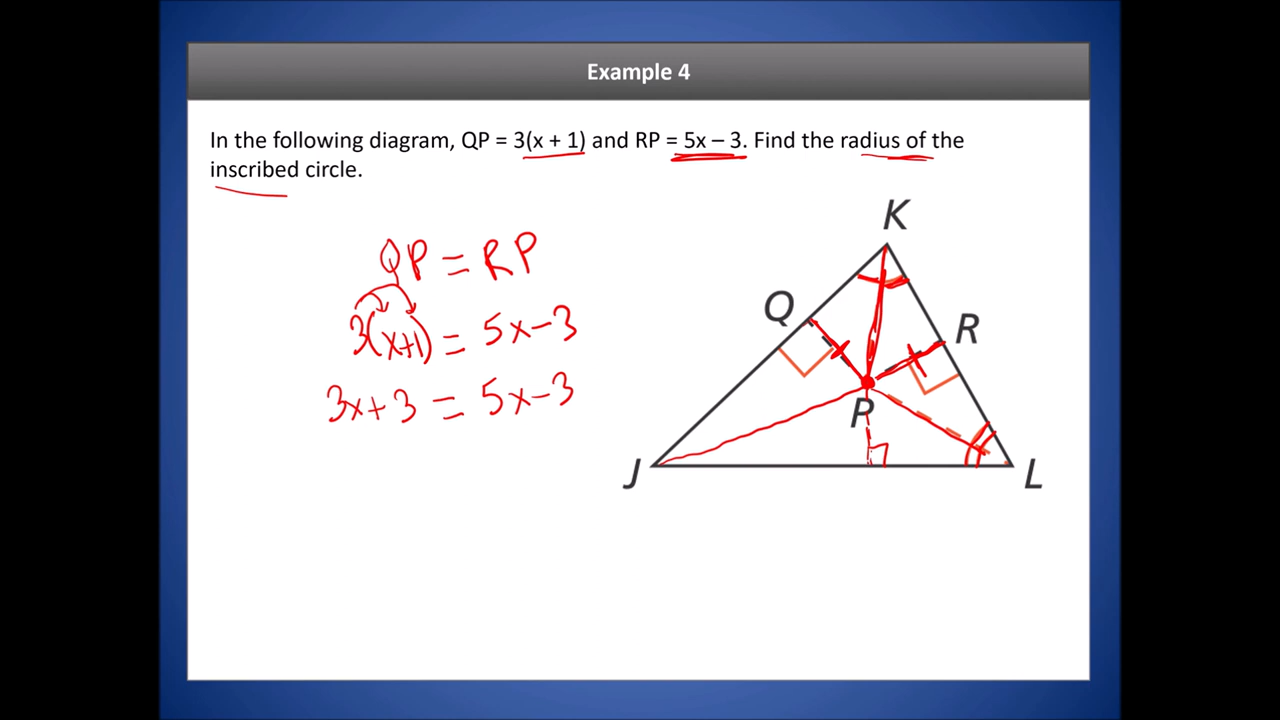 Example 4
In the following diagram, QP = 3(x + 1) and RP = 5x – 3. Find the radius of the
inscribed circle.
QP = RP
3(x+1) = 5x-3
3x+3 = 5x-3
K
Q
R
P
J
L